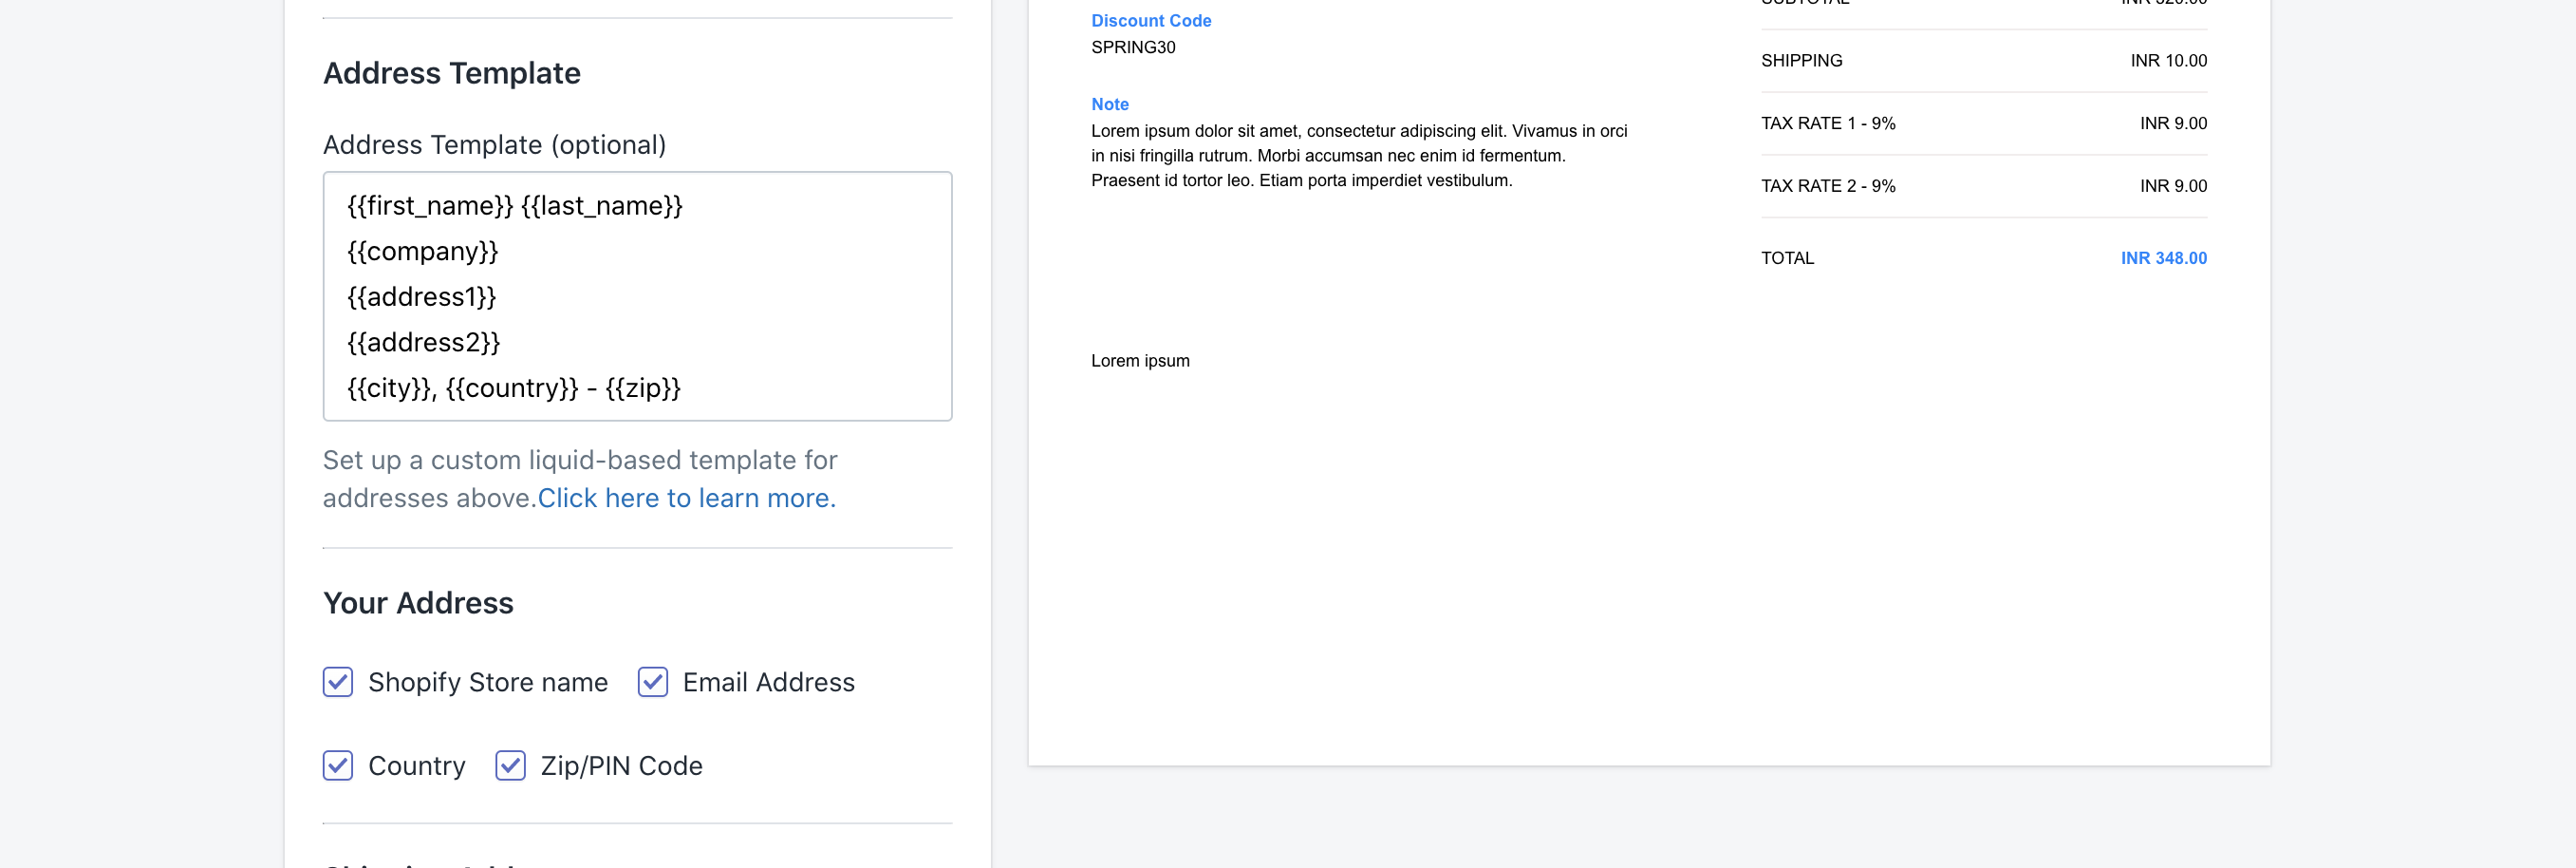 Address Template
Address Template (optional)
{{first_name}} {{last_name}}
{{company}}
{{address1}}
{{address2}}
{{city}}, {{country}} - {{zip}}
Set up a custom liquid-based template for
addresses above.Click here to learn more.
Your Address
Shopify Store name
Email Address
Country
Zip/PIN Code
Discount Code
SPRING30
Note
Lorem ipsum dolor sit amet, consectetur adipiscing elit. Vivamus in orci
in nisi fringilla rutrum. Morbi accumsan nec enim id fermentum.
Praesent id tortor leo. Etiam porta imperdiet vestibulum.
Lorem ipsum
SUBTOTAL INR 320.00
SHIPPING INR 10.00
TAX RATE 1 - 9% INR 9.00
TAX RATE 2 - 9% INR 9.00
TOTAL INR 348.00